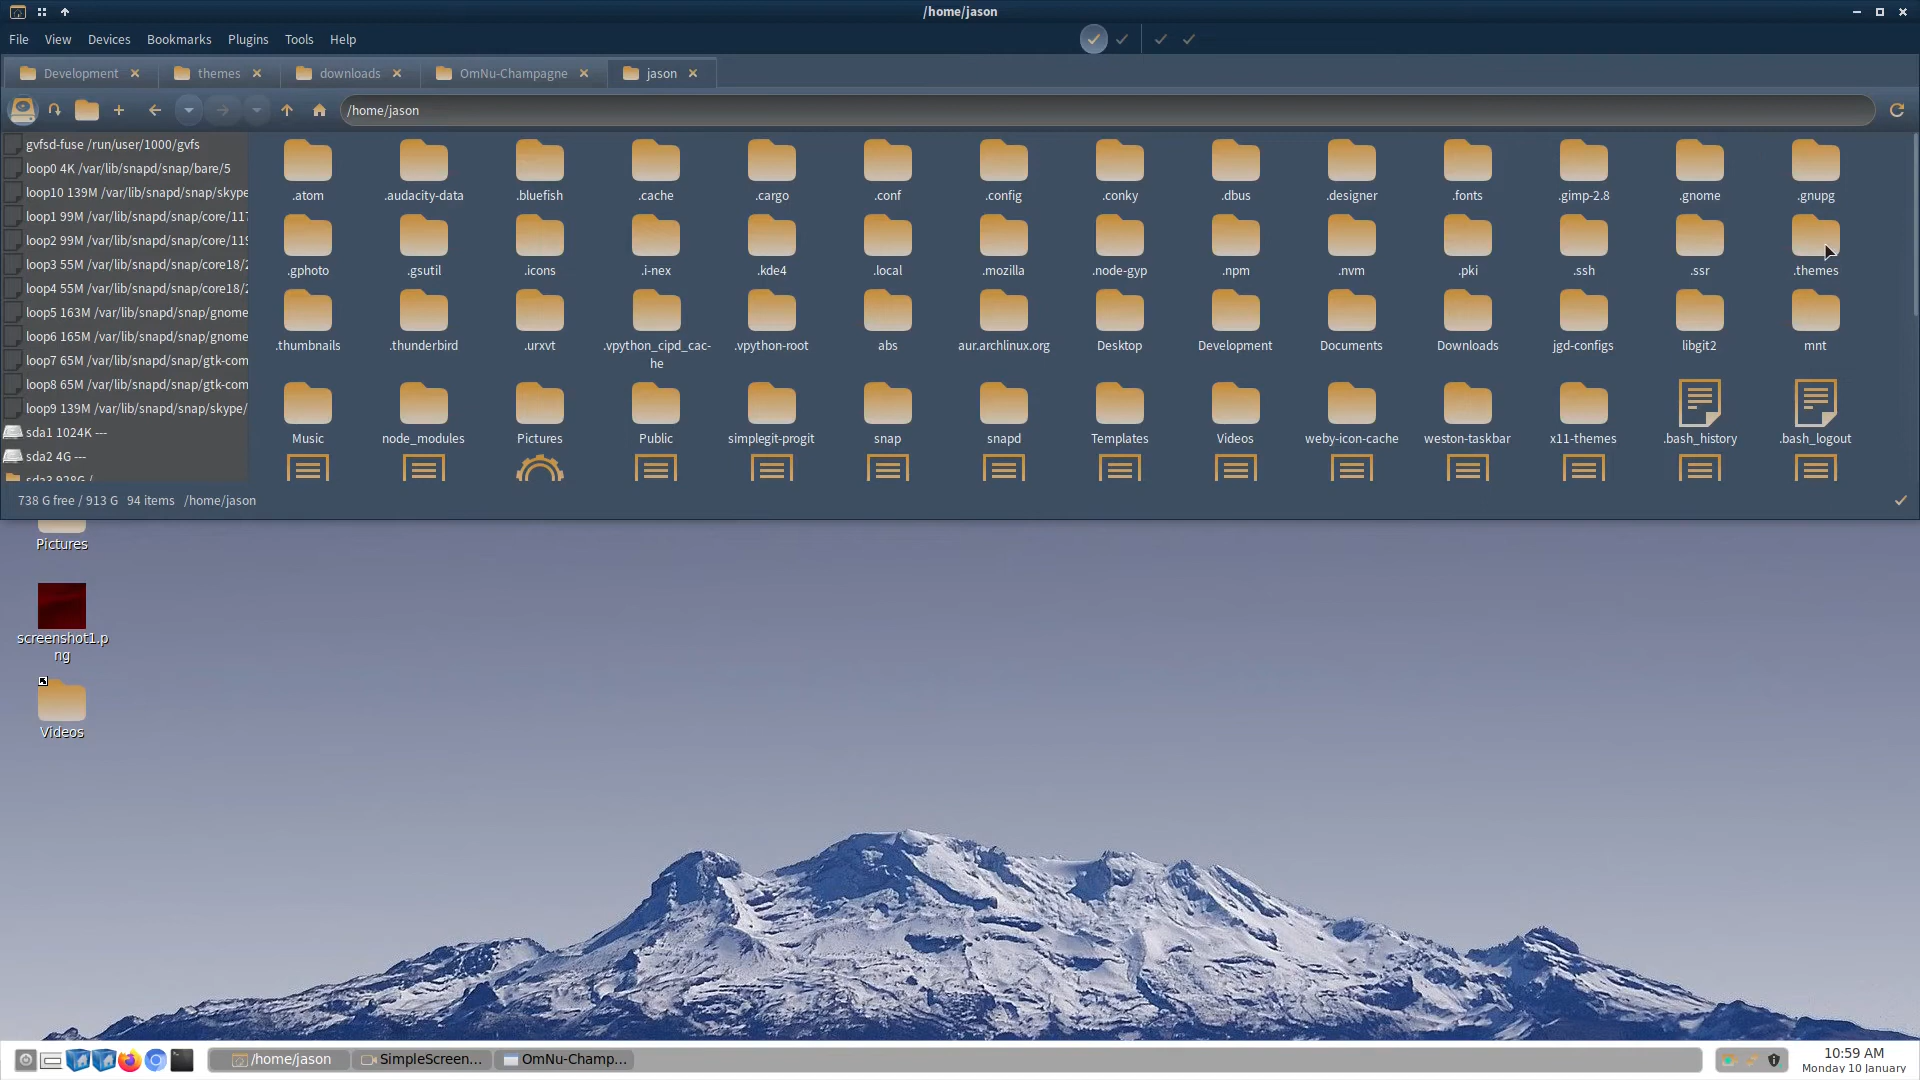 /home/jason
File View Devices Bookmarks Plugins Tools Help
Development themes downloads OmNu-Champagne jason
/home/jason
gvfsd-fuse /run/user/1000/gvfs
loop0 4K /var/lib/snapd/snap/bare/5
loop10 139M /var/lib/snapd/snap/skype
loop1 99M /var/lib/snapd/snap/core/117
loop2 99M /var/lib/snapd/snap/core/119
loop3 55M /var/lib/snapd/snap/core18/2
loop4 55M /var/lib/snapd/snap/core18/2
loop5 163M /var/lib/snapd/snap/gnome
loop6 165M /var/lib/snapd/snap/gnome
loop7 65M /var/lib/snapd/snap/gtk-com
loop8 65M /var/lib/snapd/snap/gtk-com
loop9 139M /var/lib/snapd/snap/skype/
sda1 1024K ---
sda2 4G ---
sda3 928G /
.atom .audacity-data .bluefish .cache .cargo .conf .config .conky .dbus .designer .fonts .gimp-2.8 .gnome .gnupg
.gphoto .gsutil .icons .i-nex .kde4 .local .mozilla .node-gyp .npm .nvm .pki .ssh .ssr .themes
.thumbnails .thunderbird .urxvt .vpython_cipd_cac- .vpython-root abs aur.archlinux.org Desktop Development Documents Downloads jgd-configs libgit2 mnt
he
Music node_modules Pictures Public simplegit-progit snap snapd Templates Videos weby-icon-cache weston-taskbar x11-themes .bash_history .bash_logout
738 G free / 913 G 94 items /home/jason
Pictures
screenshot1.p
ng
Videos
/home/jason SimpleScreen... OmNu-Champ...
10:59 AM
Monday 10 January